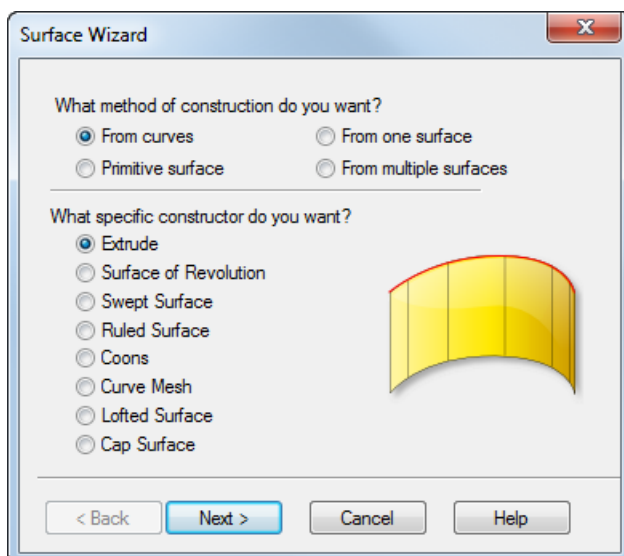 Surface Wizard
What method of construction do you want?
From curves From one surface
Primitive surface From multiple surfaces
What specific constructor do you want?
Extrude
Surface of Revolution
Swept Surface
Ruled Surface
Coons
Curve Mesh
Lofted Surface
Cap Surface
< Back Next > Cancel Help